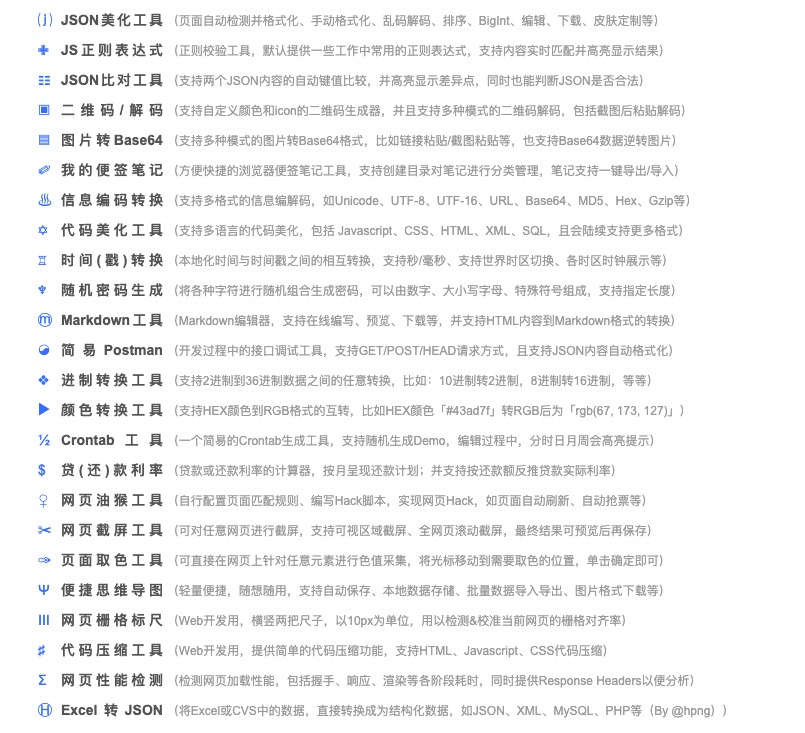 (j) JSON美化工具 (页面自动检测并格式化、手动格式化、乱码解码、排序、BigInt、编辑、下载、皮肤定制等)
✚ JS正则表达式 (正则校验工具，默认提供一些工作中常用的正则表达式，支持内容实时匹配并高亮显示结果)
☷ JSON比对工具 (支持两个JSON内容的自动键值比较，并高亮显示差异点，同时也能判断JSON是否合法)
▣ 二维码/解码 (支持自定义颜色和icon的二维码生成器，并且支持多种模式的二维码解码，包括截图后粘贴解码)
▤ 图片转Base64 (支持多种模式的图片转Base64格式，比如链接粘贴/截图粘贴等，也支持Base64数据逆转图片)
✐ 我的便签笔记 (方便快捷的浏览器便签笔记工具，支持创建目录对笔记进行分类管理，笔记支持一键导出/导入)
♨ 信息编码转换 (支持多格式的信息编解码，如Unicode、UTF-8、UTF-16、URL、Base64、MD5、Hex、Gzip等)
✡ 代码美化工具 (支持多语言的代码美化，包括 Javascript、CSS、HTML、XML、SQL，且会陆续支持更多格式)
♖ 时间(戳)转换 (本地化时间与时间戳之间的相互转换，支持秒/毫秒、支持世界时区切换、各时区时钟展示等)
♆ 随机密码生成 (将各种字符进行随机组合生成密码，可以由数字、大小写字母、特殊符号组成，支持指定长度)
ⓜ Markdown工具 (Markdown编辑器，支持在线编写、预览、下载等，并支持HTML内容到Markdown格式的转换)
◕ 简易 Postman (开发过程中的接口调试工具，支持GET/POST/HEAD请求方式，且支持JSON内容自动格式化)
❖ 进制转换工具 (支持2进制到36进制数据之间的任意转换，比如：10进制转2进制，8进制转16进制，等等)
▶ 颜色转换工具 (支持HEX颜色到RGB格式的互转，比如HEX颜色「#43ad7f」转RGB后为「rgb(67, 173, 127)」)
½ Crontab 工具 (一个简易的Crontab生成工具，支持随机生成Demo，编辑过程中，分时日月周会高亮提示)
$ 贷(还)款利率 (贷款或还款利率的计算器，按月呈现还款计划；并支持按还款额反推贷款实际利率)
♀ 网页油猴工具 (自行配置页面匹配规则、编写Hack脚本，实现网页Hack，如页面自动刷新、自动抢票等)
✂ 网页截屏工具 (可对任意网页进行截屏，支持可视区域截屏、全网页滚动截屏，最终结果可预览后再保存)
✑ 页面取色工具 (可直接在网页上针对任意元素进行色值采集，将光标移动到需要取色的位置，单击确定即可)
Ψ 便捷思维导图 (轻量便捷，随想随用，支持自动保存、本地数据存储、批量数据导入导出、图片格式下载等)
Ⅲ 网页栅格标尺 (Web开发用，横竖两把尺子，以10px为单位，用以检测&校准当前网页的栅格对齐率)
♯ 代码压缩工具 (Web开发用，提供简单的代码压缩功能，支持HTML、Javascript、CSS代码压缩)
Σ 网页性能检测 (检测网页加载性能，包括握手、响应、渲染等各阶段耗时，同时提供Response Headers以便分析)
Ⓗ Excel 转 JSON (将Excel或CVS中的数据，直接转换成为结构化数据，如JSON、XML、MySQL、PHP等（By @hpng）)